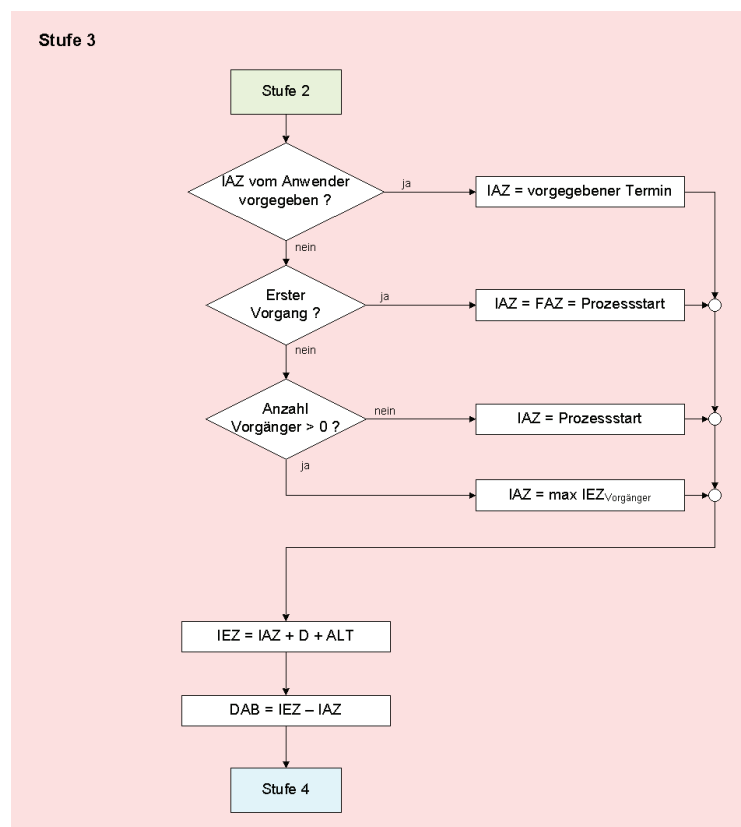 Stufe 3
Stufe 2
IAZ vom Anwender
vorgegeben ?
ja
IAZ = vorgegebener Termin
nein
Erster
Vorgang ?
ja
IAZ = FAZ = Prozessstart
nein
Anzahl
Vorgänger > 0 ?
nein
IAZ = Prozessstart
ja
IAZ = max IEZVorgänger
IEZ = IAZ + D + ALT
DAB = IEZ – IAZ
Stufe 4